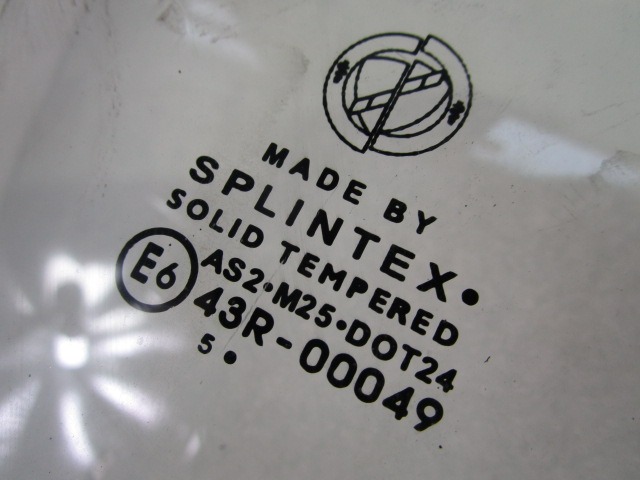 MADE BY
SPLINTEX•
SOLID TEMPERED
E6
AS2•M25•DOT24
43R-00049
5 •